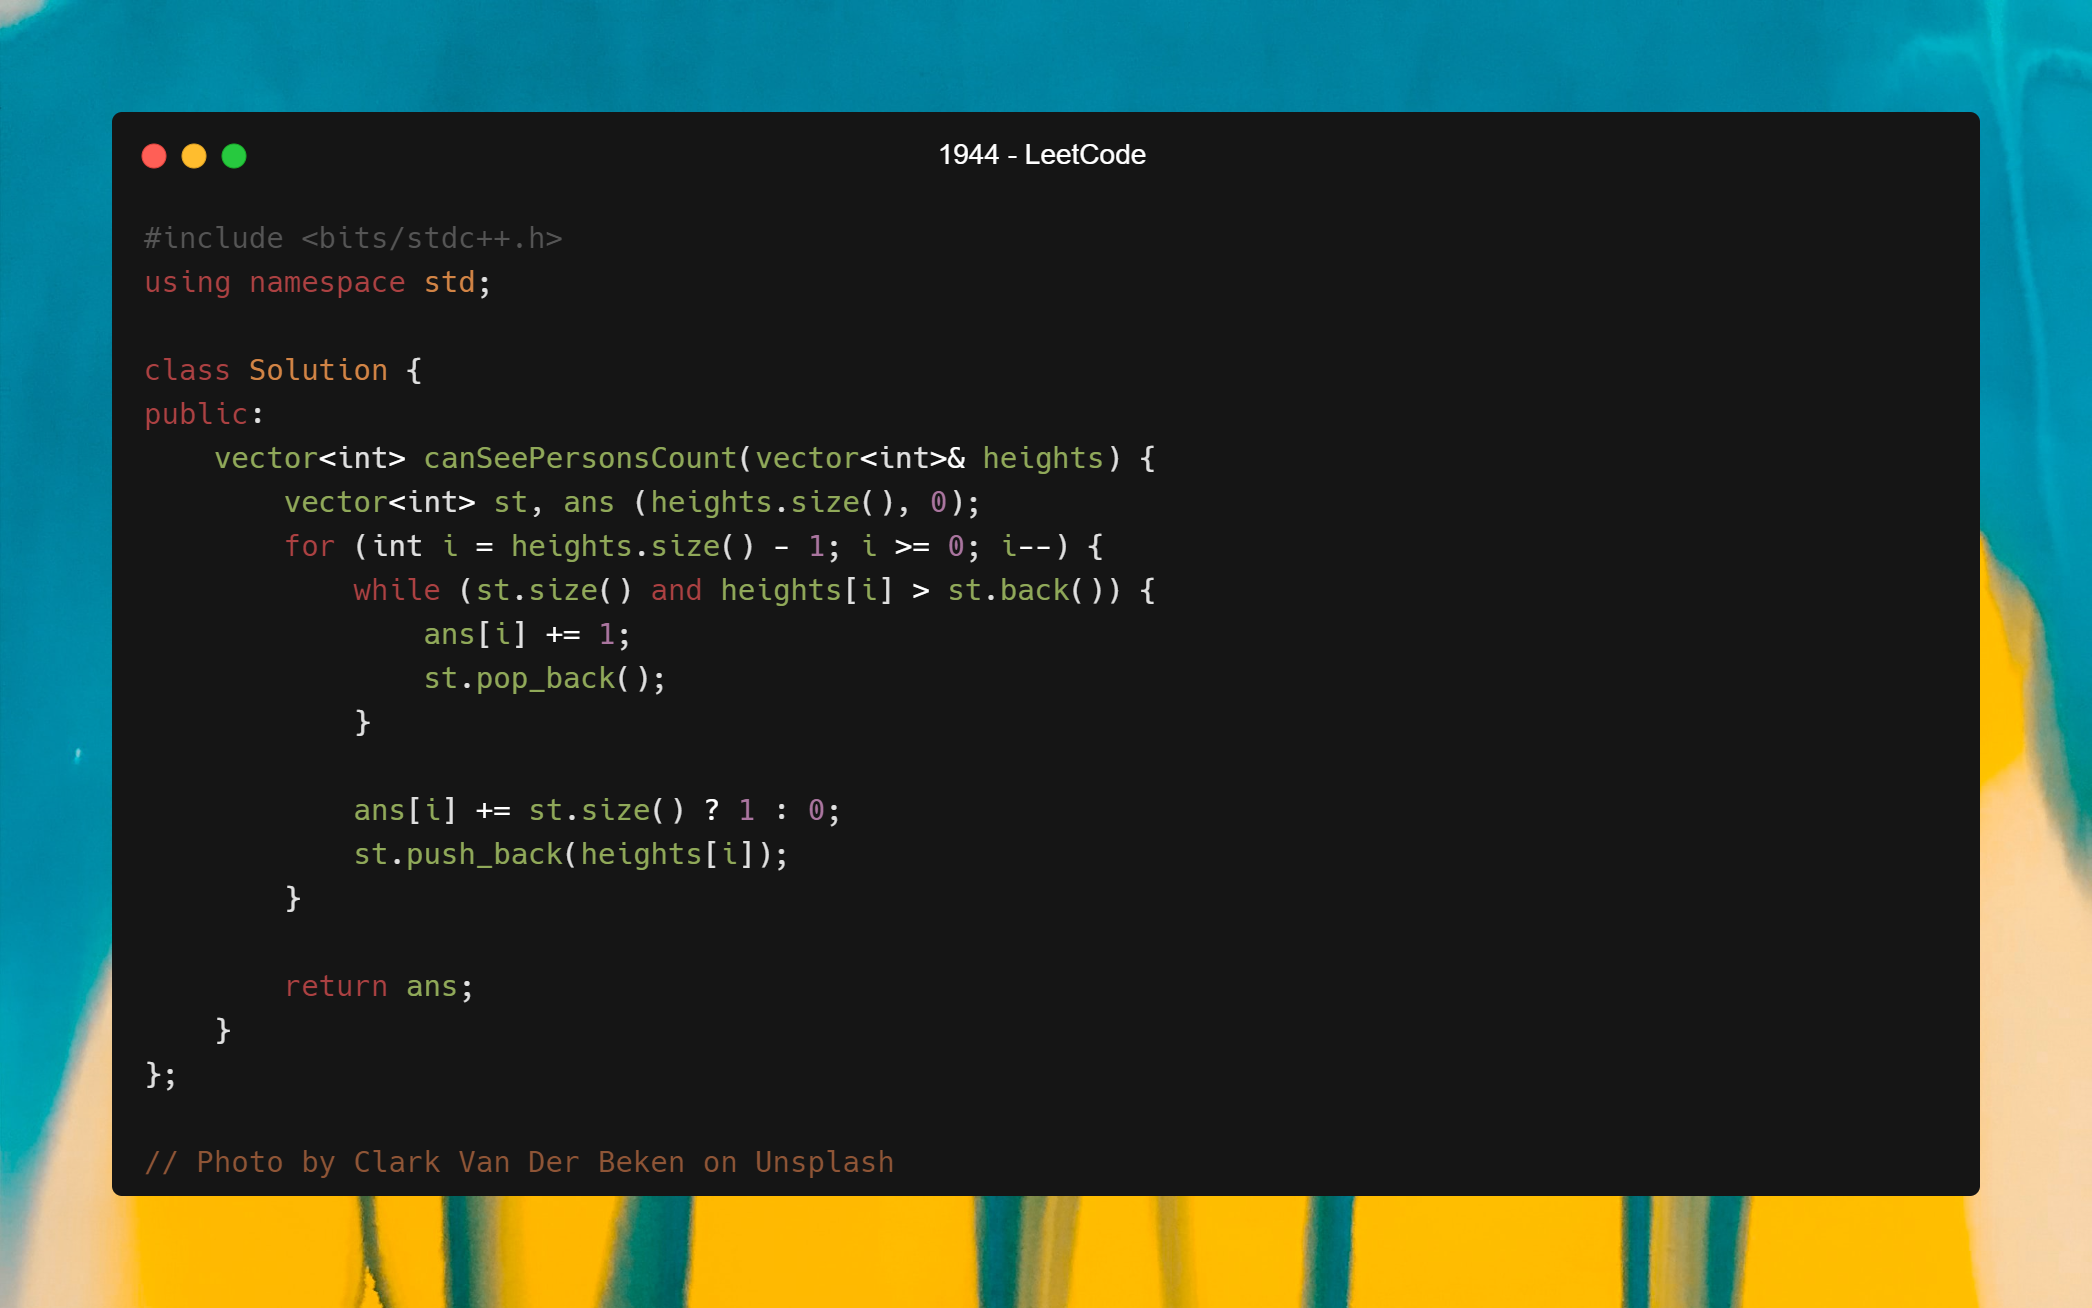 1944 - LeetCode
#include <bits/stdc++.h>
using namespace std;
class Solution {
public:
    vector<int> canSeePersonsCount(vector<int>& heights) {
        vector<int> st, ans (heights.size(), 0);
        for (int i = heights.size() - 1; i >= 0; i--) {
            while (st.size() and heights[i] > st.back()) {
                ans[i] += 1;
                st.pop_back();
            }
            ans[i] += st.size() ? 1 : 0;
            st.push_back(heights[i]);
        }
        return ans;
    }
};
// Photo by Clark Van Der Beken on Unsplash